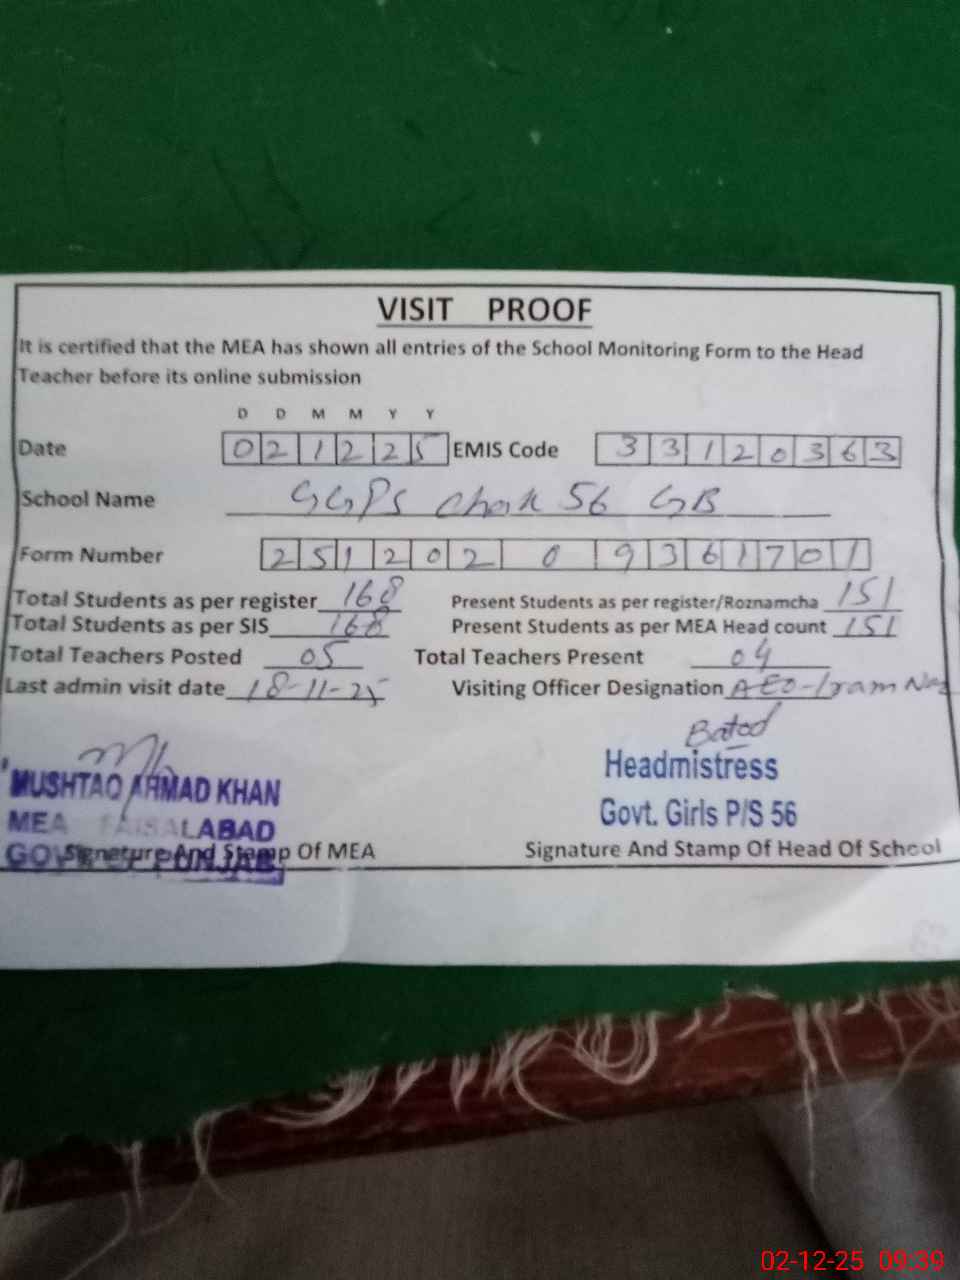 VISIT PROOF
It is certified that the MEA has shown all entries of the School Monitoring Form to the Head
Teacher before its online submission
D D M M Y Y
Date 0 2 1 2 2 5 EMIS Code 3 3 1 2 0 3 6 3
School Name GGPS Chak 56 GB
Form Number 2 5 1 2 0 2 0 9 3 6 1 7 0 1
Total Students as per register 168 Present Students as per register/Roznamcha 151
Total Students as per SIS 168 Present Students as per MEA Head count 151
Total Teachers Posted 05 Total Teachers Present 04
Last admin visit date 18-11-25 Visiting Officer Designation AEO-Iram Naz
MUSHTAQ AHMAD KHAN
MEA FAISALABAD
GOVT OF PUNJAB
Signature And Stamp Of MEA
Headmistress
Govt. Girls P/S 56
Signature And Stamp Of Head Of School
02-12-25 09:39